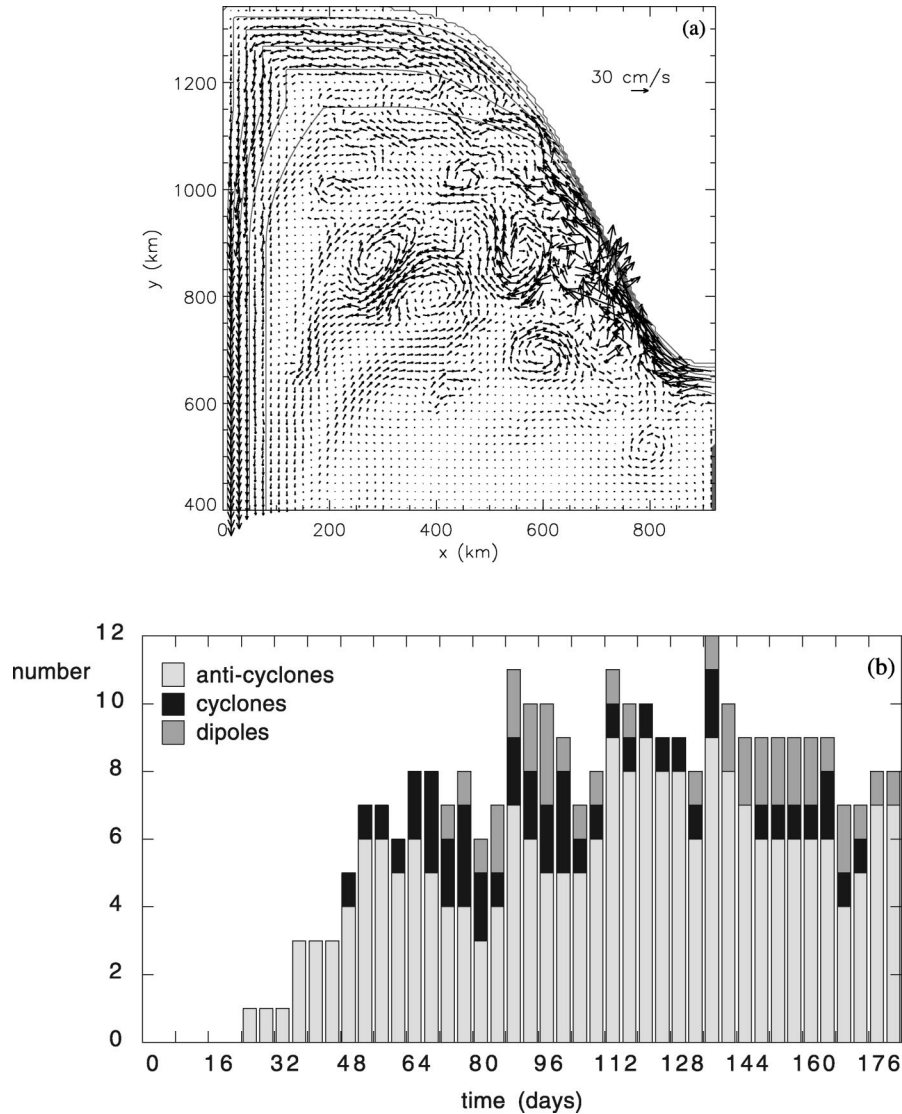 (a)
30 cm/s
1200
1000
800
600
400
y (km)
0 200 400 600 800
x (km)
12
10
8
6
4
2
0
number
(b)
anti-cyclones
cyclones
dipoles
0 16 32 48 64 80 96 112 128 144 160 176
time (days)